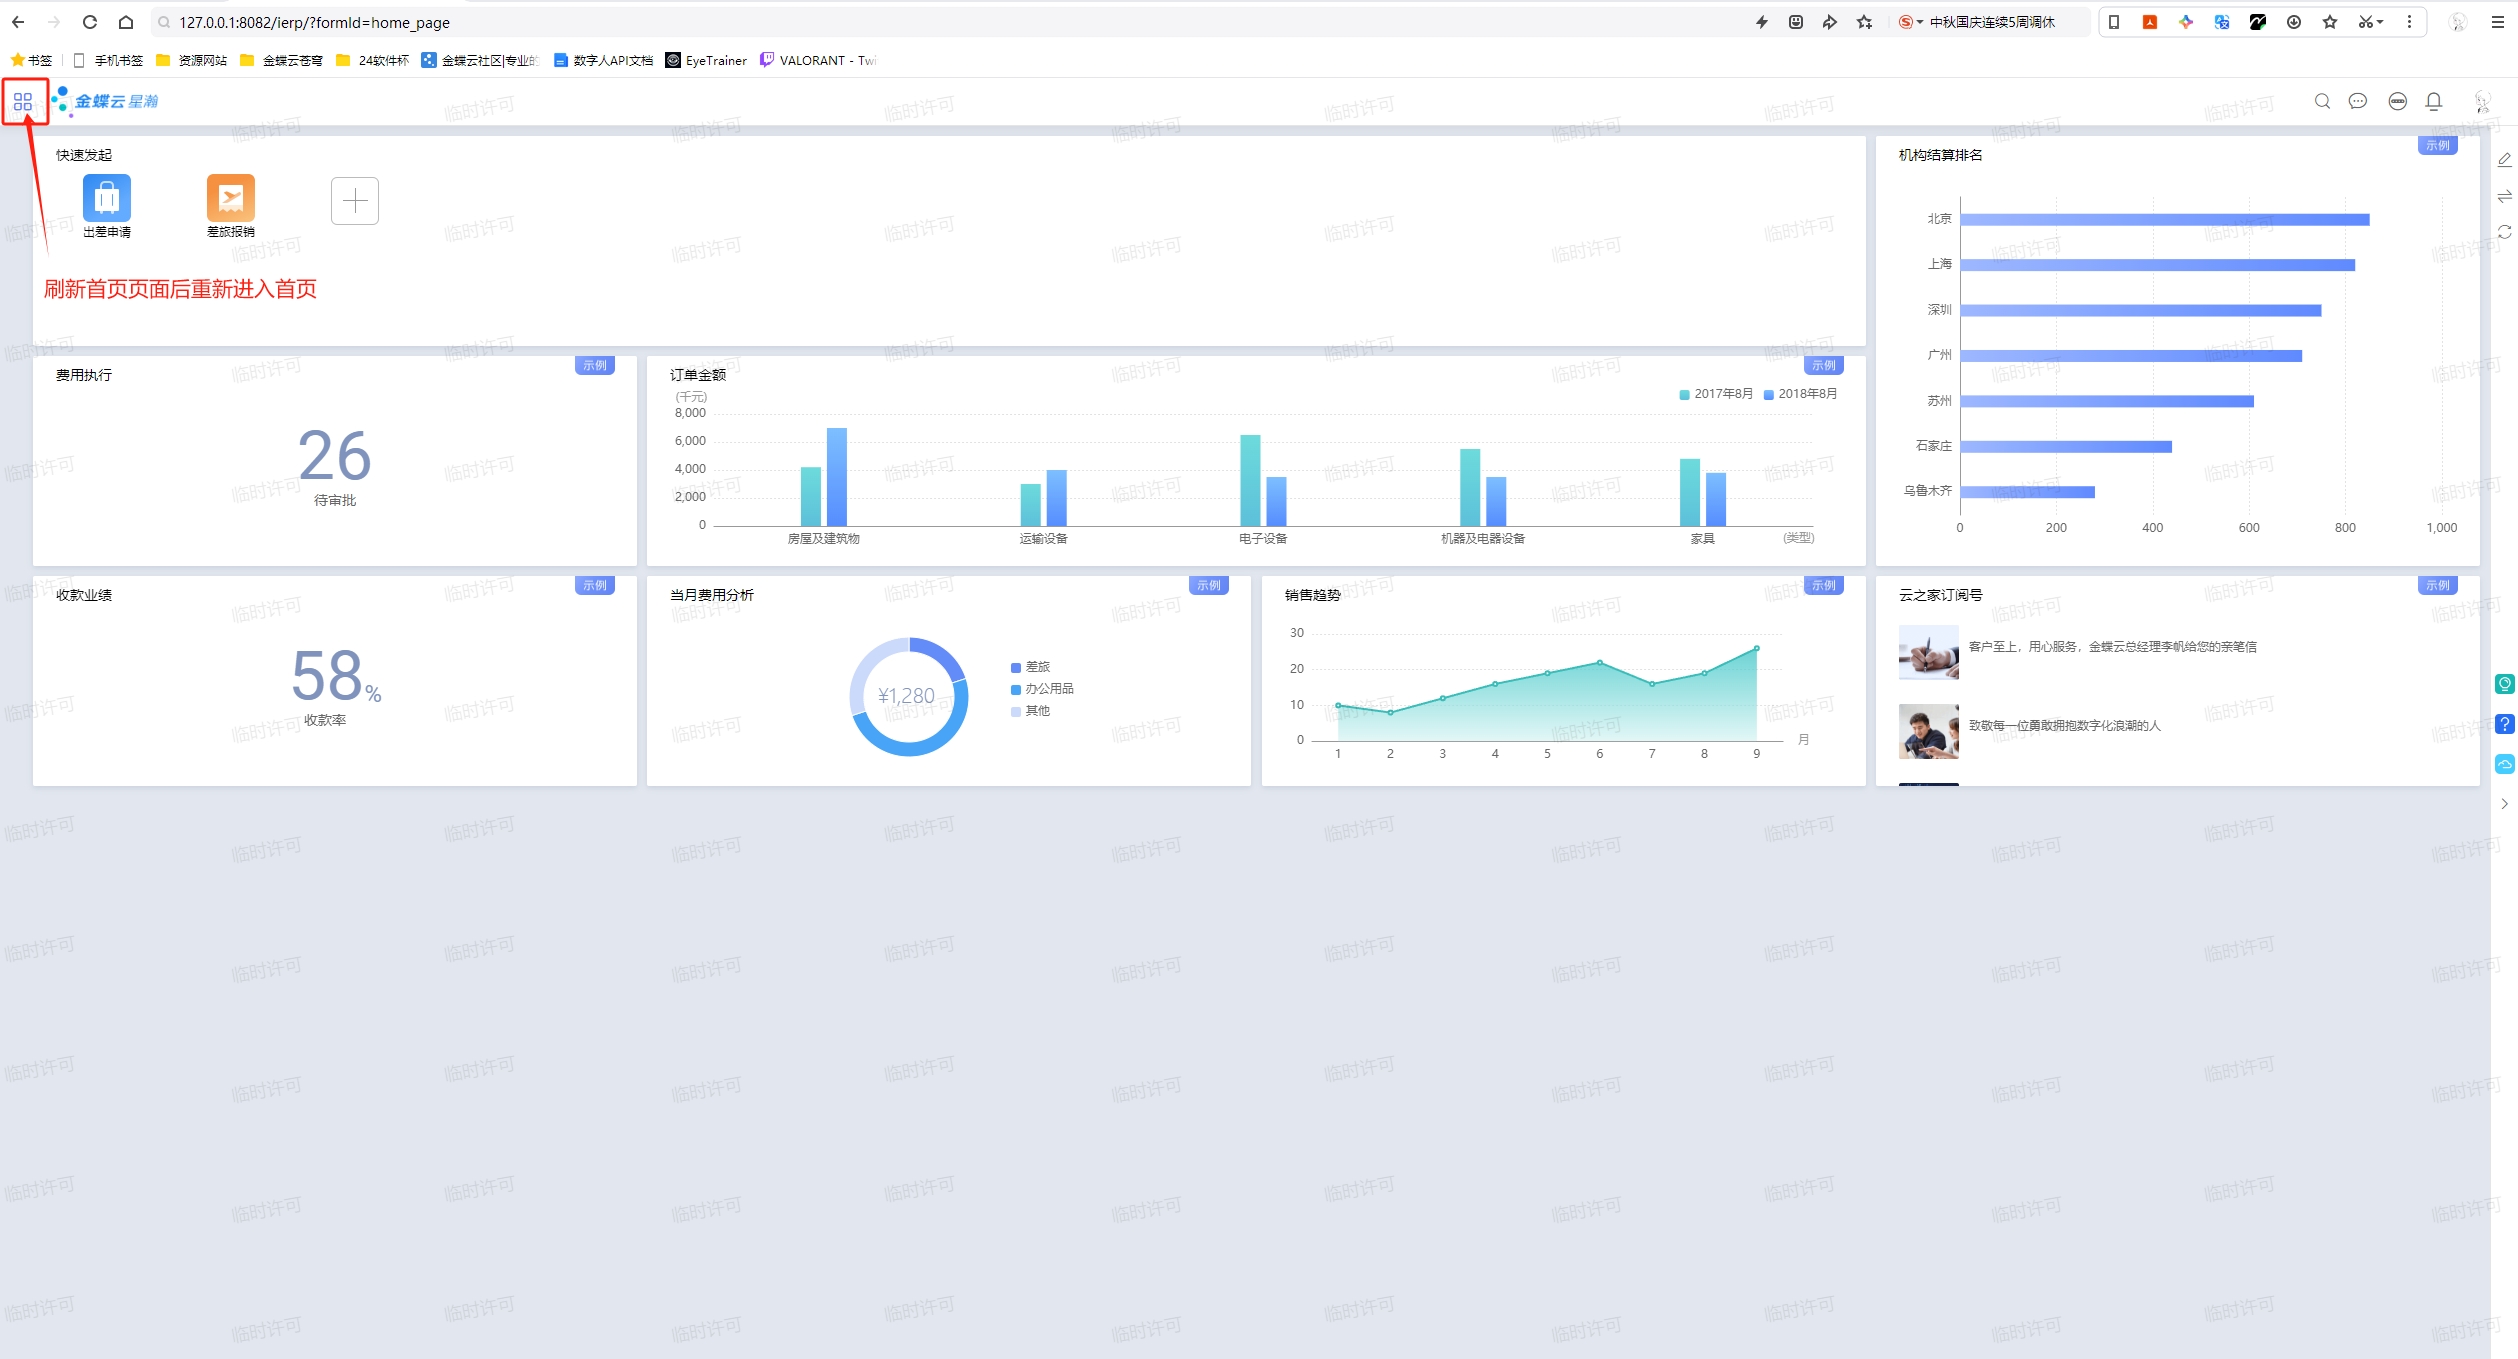 127.0.0.1:8082/ierp/?formId=home_page
中秋国庆连续5周调休
书签
手机书签
资源网站
金蝶云苍穹
24软件杯
金蝶云社区|专业的
数字人API文档
EyeTrainer
VALORANT - Twi
金蝶云星瀚
快速发起
出差申请
差旅报销
刷新首页页面后重新进入首页
机构结算排名
示例
北京
上海
深圳
广州
苏州
石家庄
乌鲁木齐
0 200 400 600 800 1,000
费用执行
示例
26
待审批
订单金额
示例
(千元)
2017年8月 2018年8月
8,000
6,000
4,000
2,000
0
房屋及建筑物 运输设备 电子设备 机器及电器设备 家具 (类型)
收款业绩
示例
58%
收款率
当月费用分析
示例
¥1,280
差旅
办公用品
其他
销售趋势
示例
30
20
10
0
1 2 3 4 5 6 7 8 9 月
云之家订阅号
示例
客户至上，用心服务，金蝶云总经理李帆给您的亲笔信
致敬每一位勇敢拥抱数字化浪潮的人
临时许可